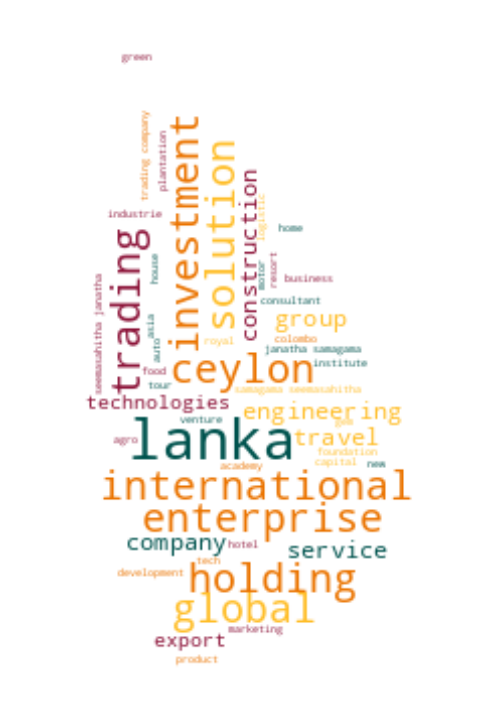 green
trading company
plantation
investment
solution
construction
logistic
industrie
trading
home
house
motor
resort
business
seemasahitha janatha
consultant
asia
auto
group
royal
colombo
janatha samagama
food
ceylon
institute
tour
samagama seemasahitha
technologies
engineering
venture
gem
agro
lanka
travel
foundation
academy
capital
new
international
enterprise
company
hotel
service
tech
development
holding
global
marketing
export
product